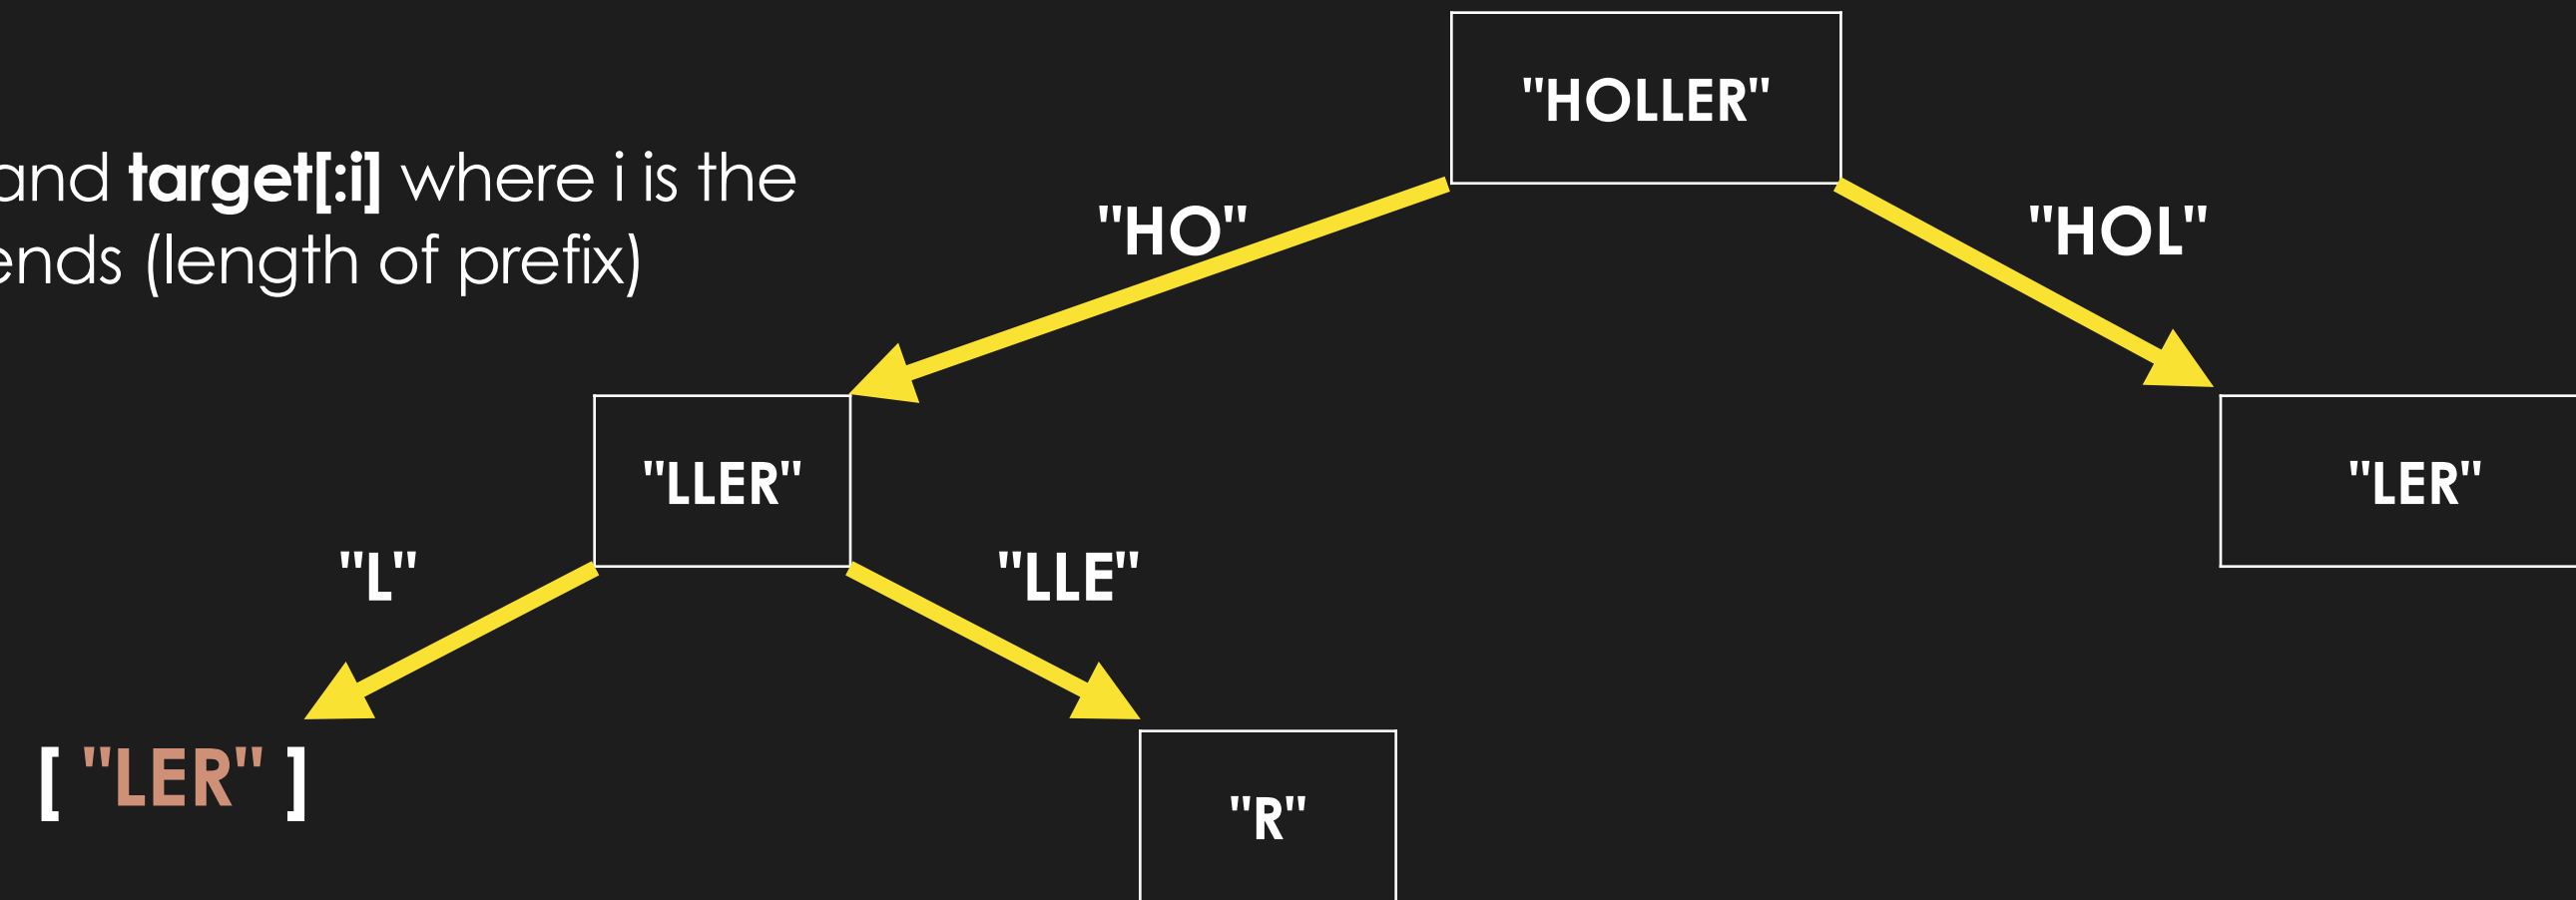 "HOLLER"
and target[:i] where i is the
ends (length of prefix)
"HO"
"HOL"
"LLER"
"LER"
"L"
"LLE"
[ "LER" ]
"R"